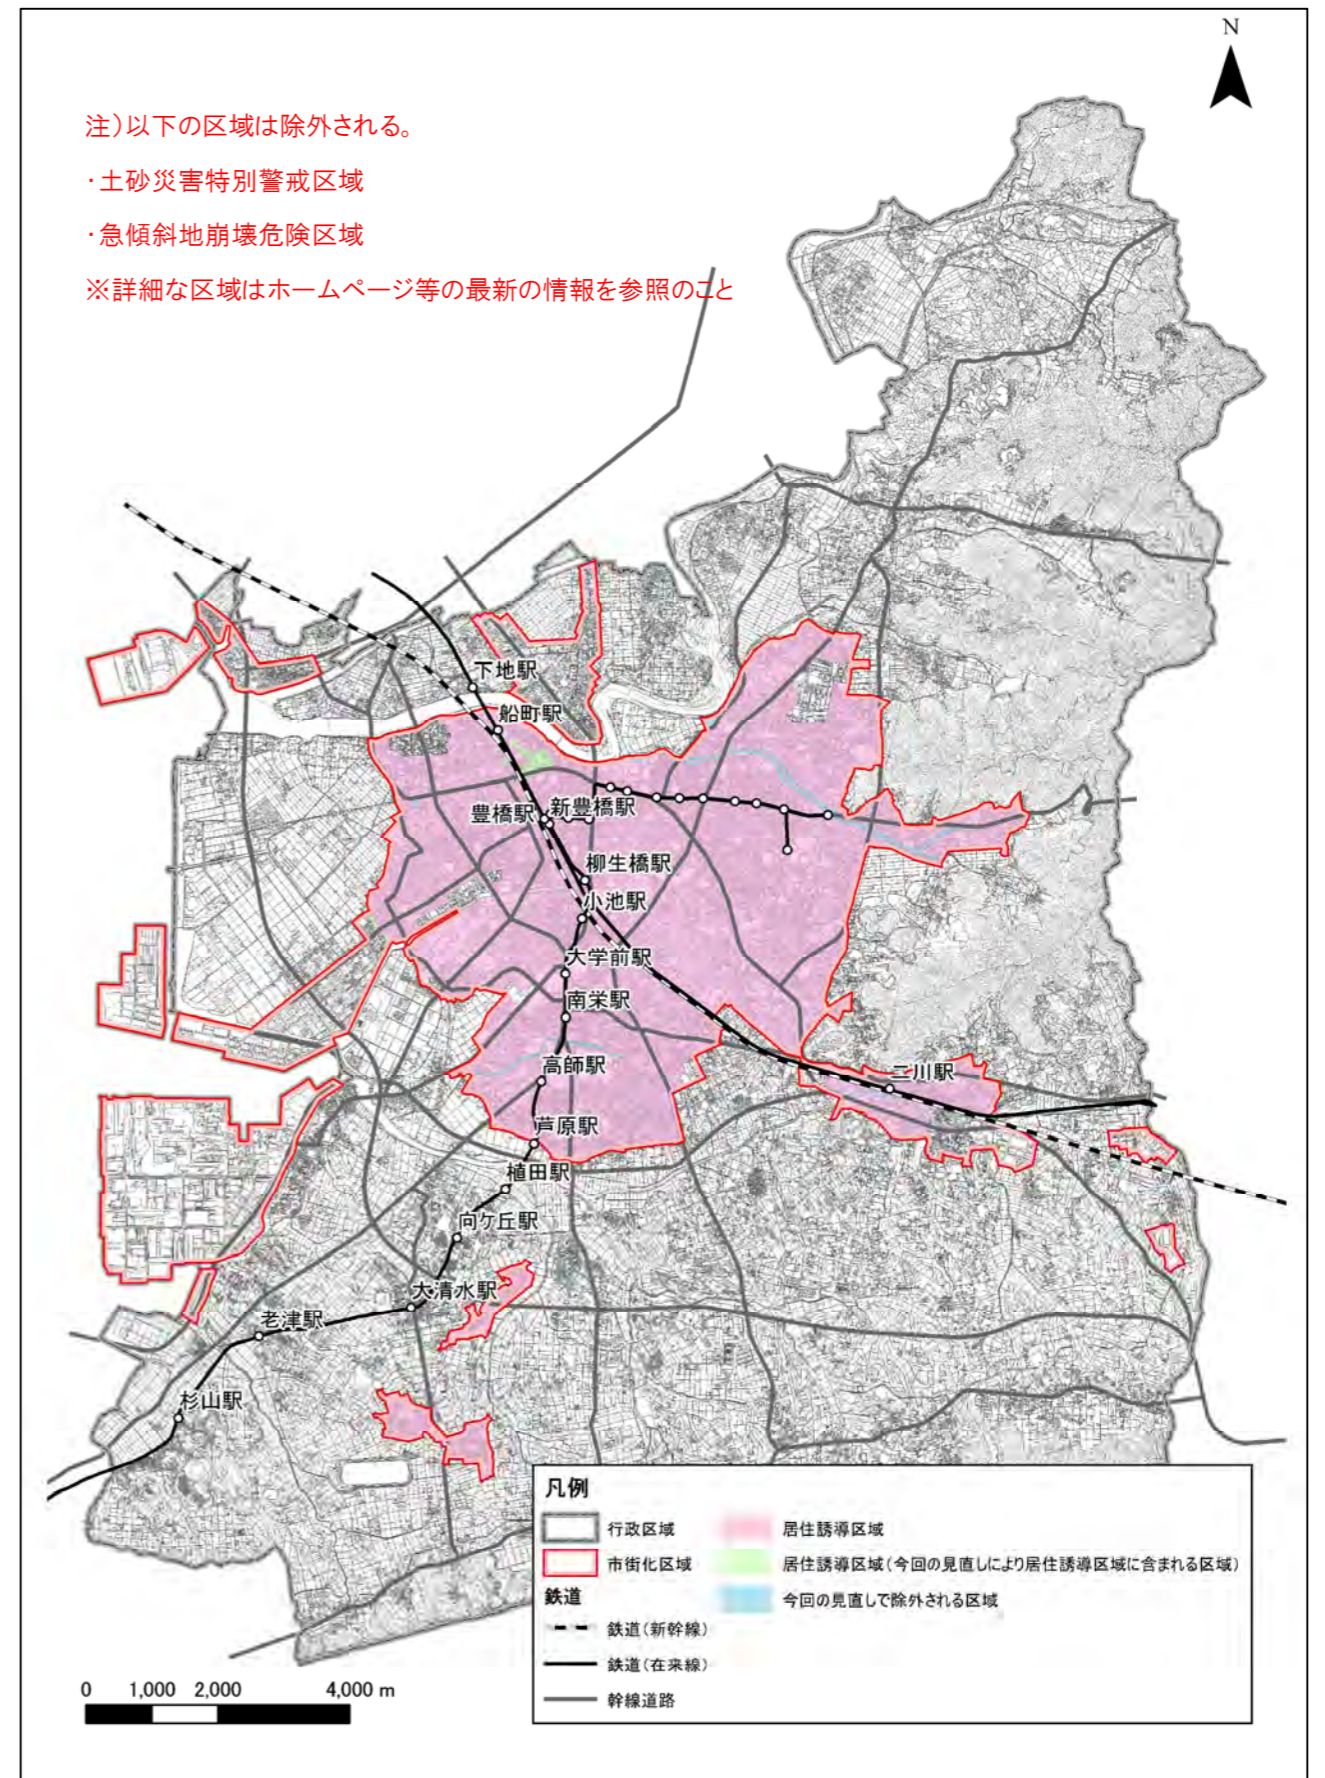 N
注）以下の区域は除外される。
・土砂災害特別警戒区域
・急傾斜地崩壊危険区域
※詳細な区域はホームページ等の最新の情報を参照のこと
下地駅
船町駅
豊橋駅
新豊橋駅
柳生橋駅
小池駅
大学前駅
南栄駅
高師駅
二川駅
芦原駅
植田駅
向ケ丘駅
大清水駅
老津駅
杉山駅
凡例
行政区域
居住誘導区域
市街化区域
居住誘導区域（今回の見直しにより居住誘導区域に含まれる区域）
鉄道
今回の見直しで除外される区域
鉄道（新幹線）
鉄道（在来線）
幹線道路
0 1,000 2,000 4,000 m